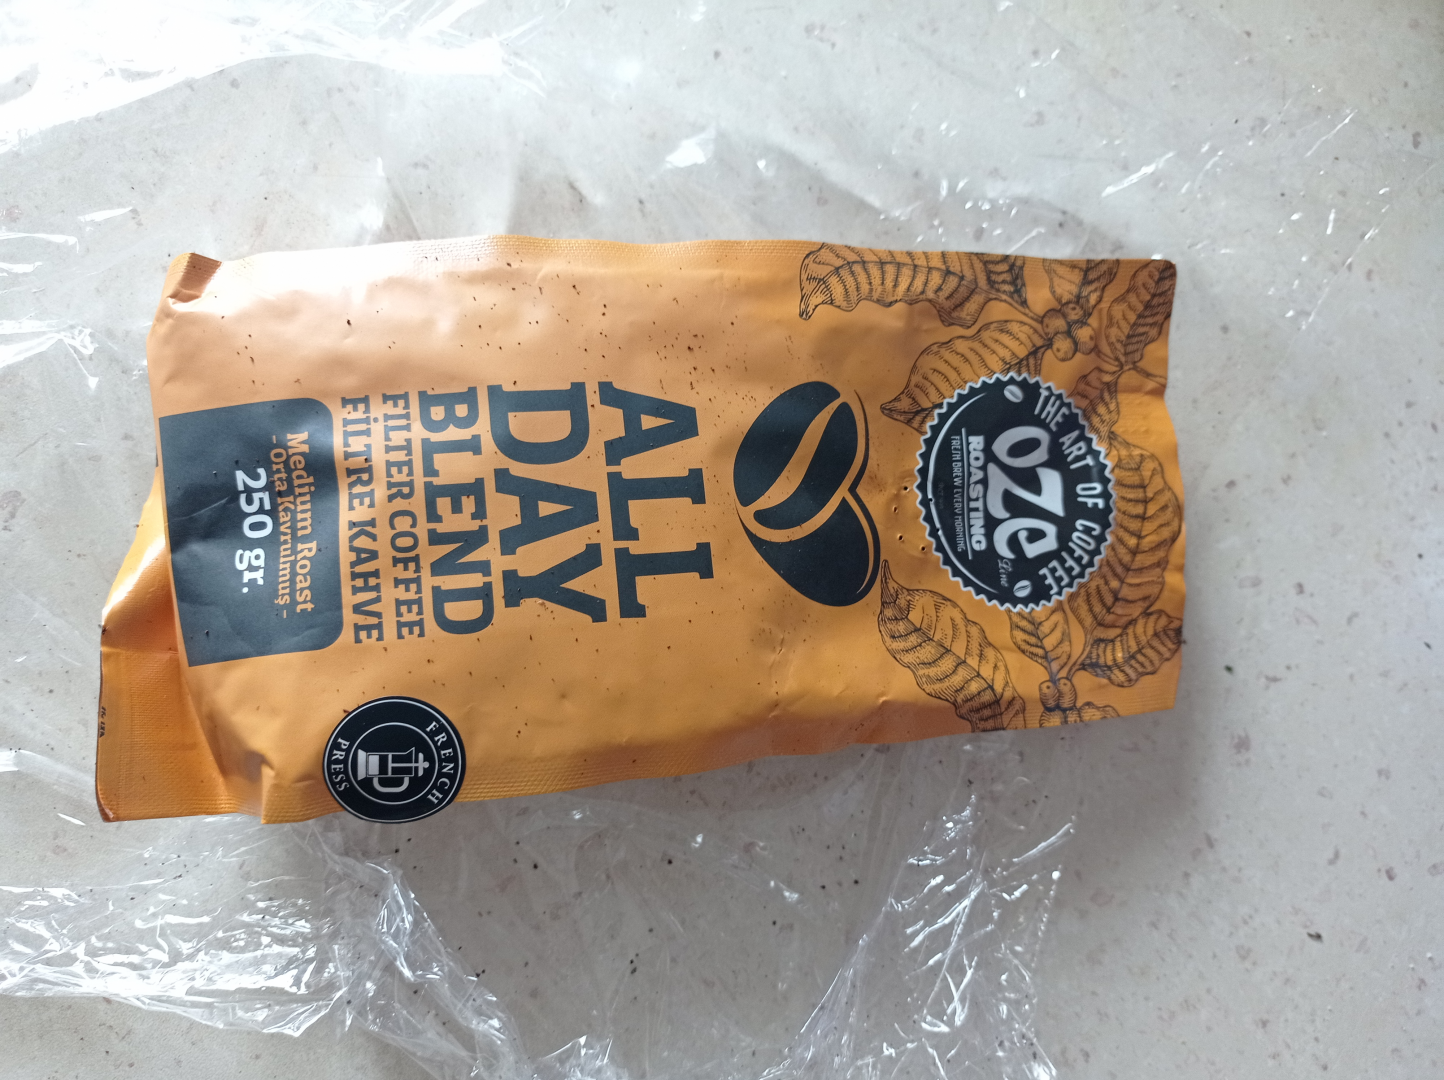 THE ART OF COFFEE
OZE
Line
ROASTING
FRESH BREW EVERY MORNING
ALL
DAY
BLEND
FILTER COFFEE
FİLTRE KAHVE
Medium Roast
- Orta Kavrulmuş -
250 gr.
FRENCH
PRESS